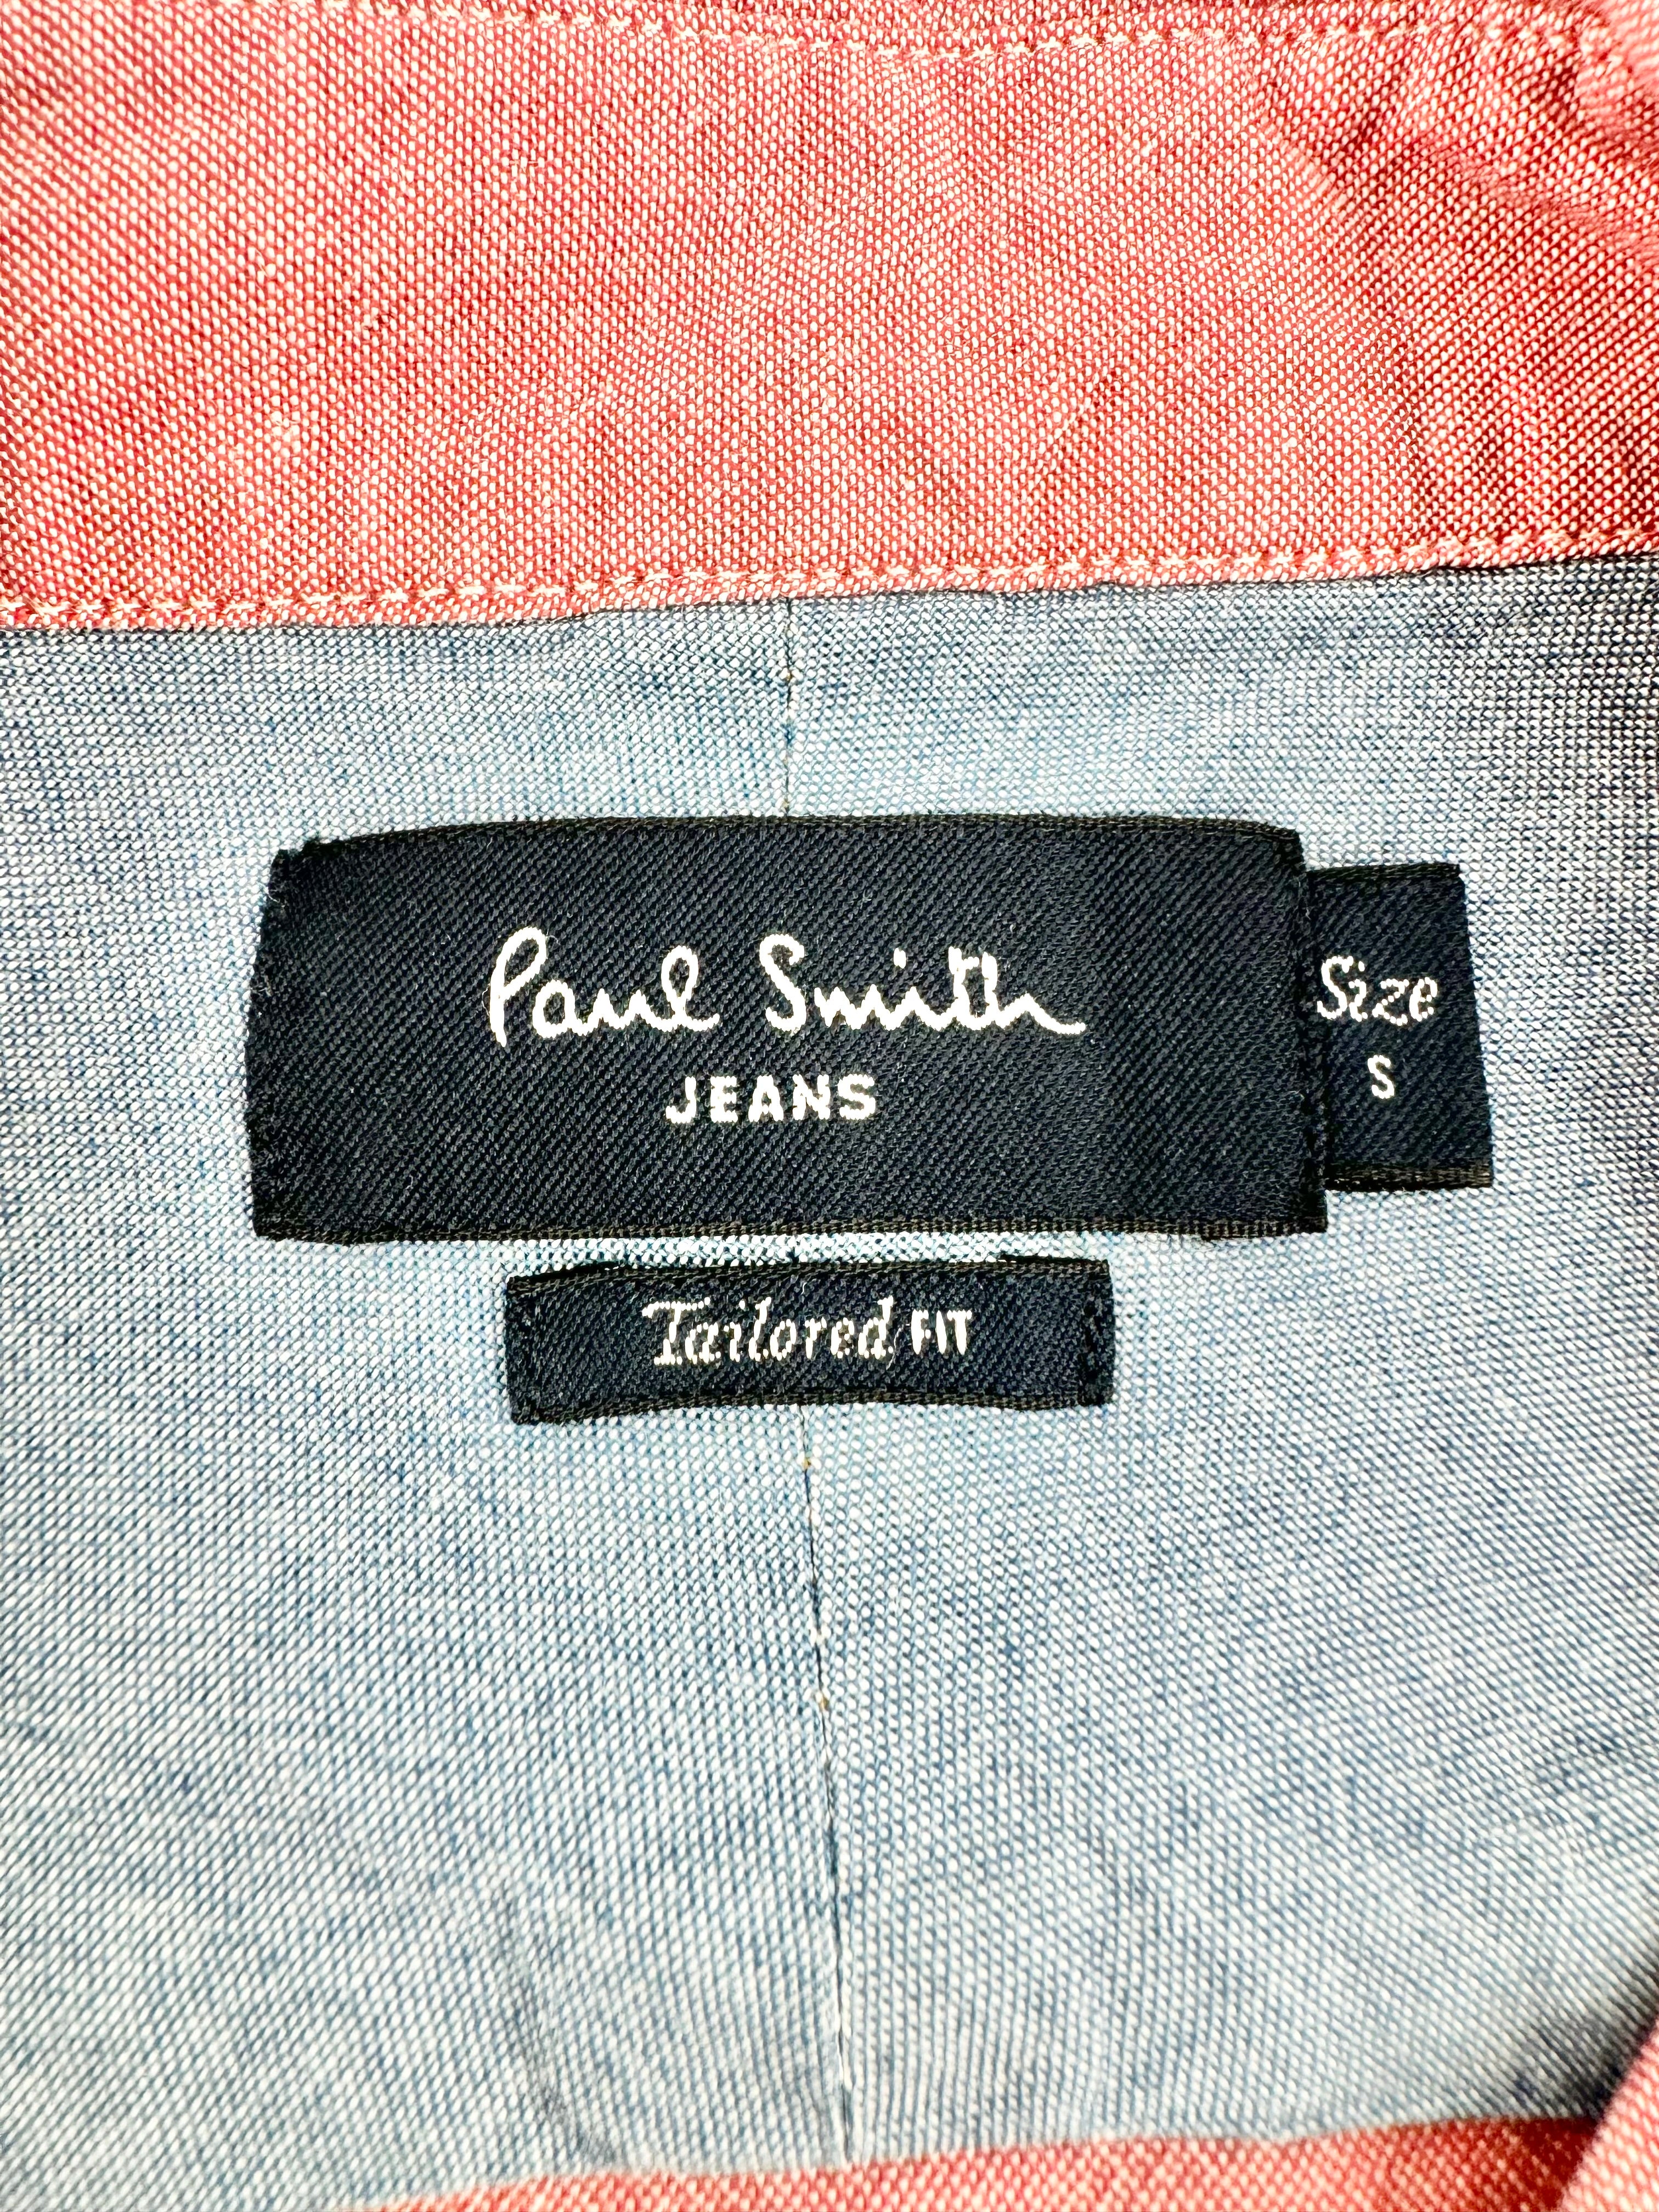 Paul Smith
JEANS
Size
S
Tailored FIT